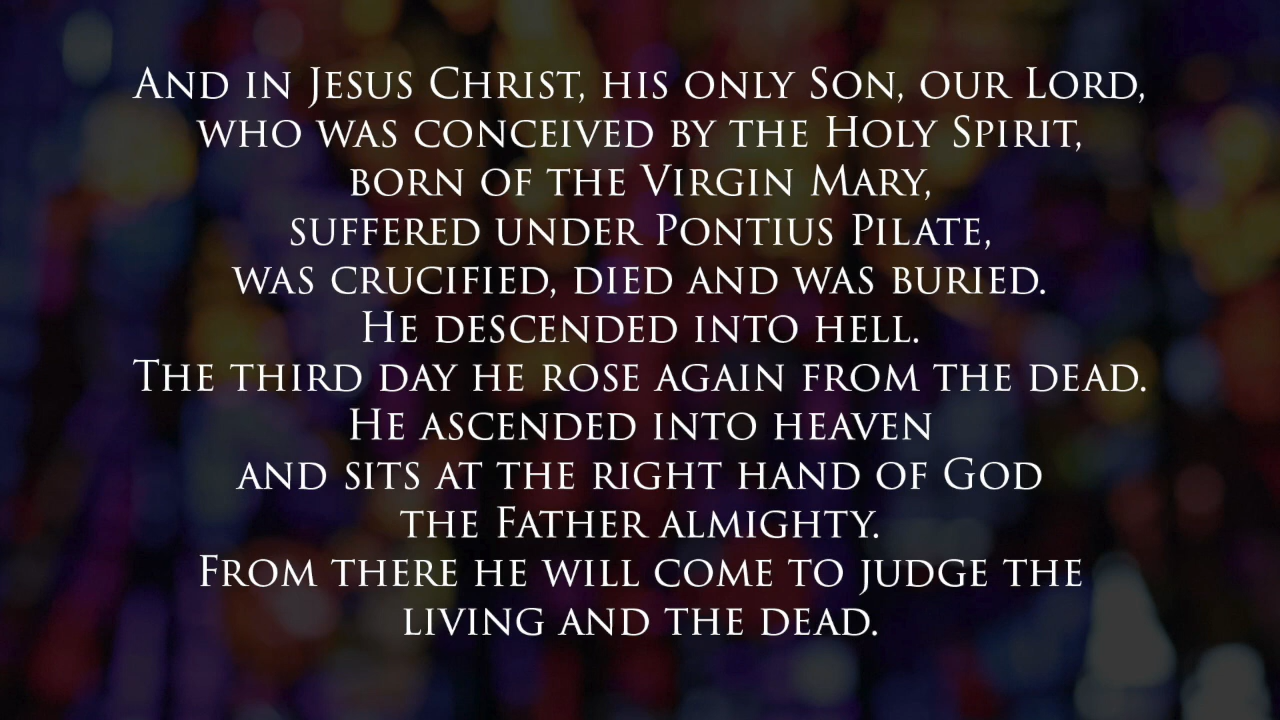 And in Jesus Christ, his only Son, our Lord,
who was conceived by the Holy Spirit,
born of the Virgin Mary,
suffered under Pontius Pilate,
was crucified, died and was buried.
He descended into hell.
The third day he rose again from the dead.
He ascended into heaven
and sits at the right hand of God
the Father almighty.
From there he will come to judge the
living and the dead.